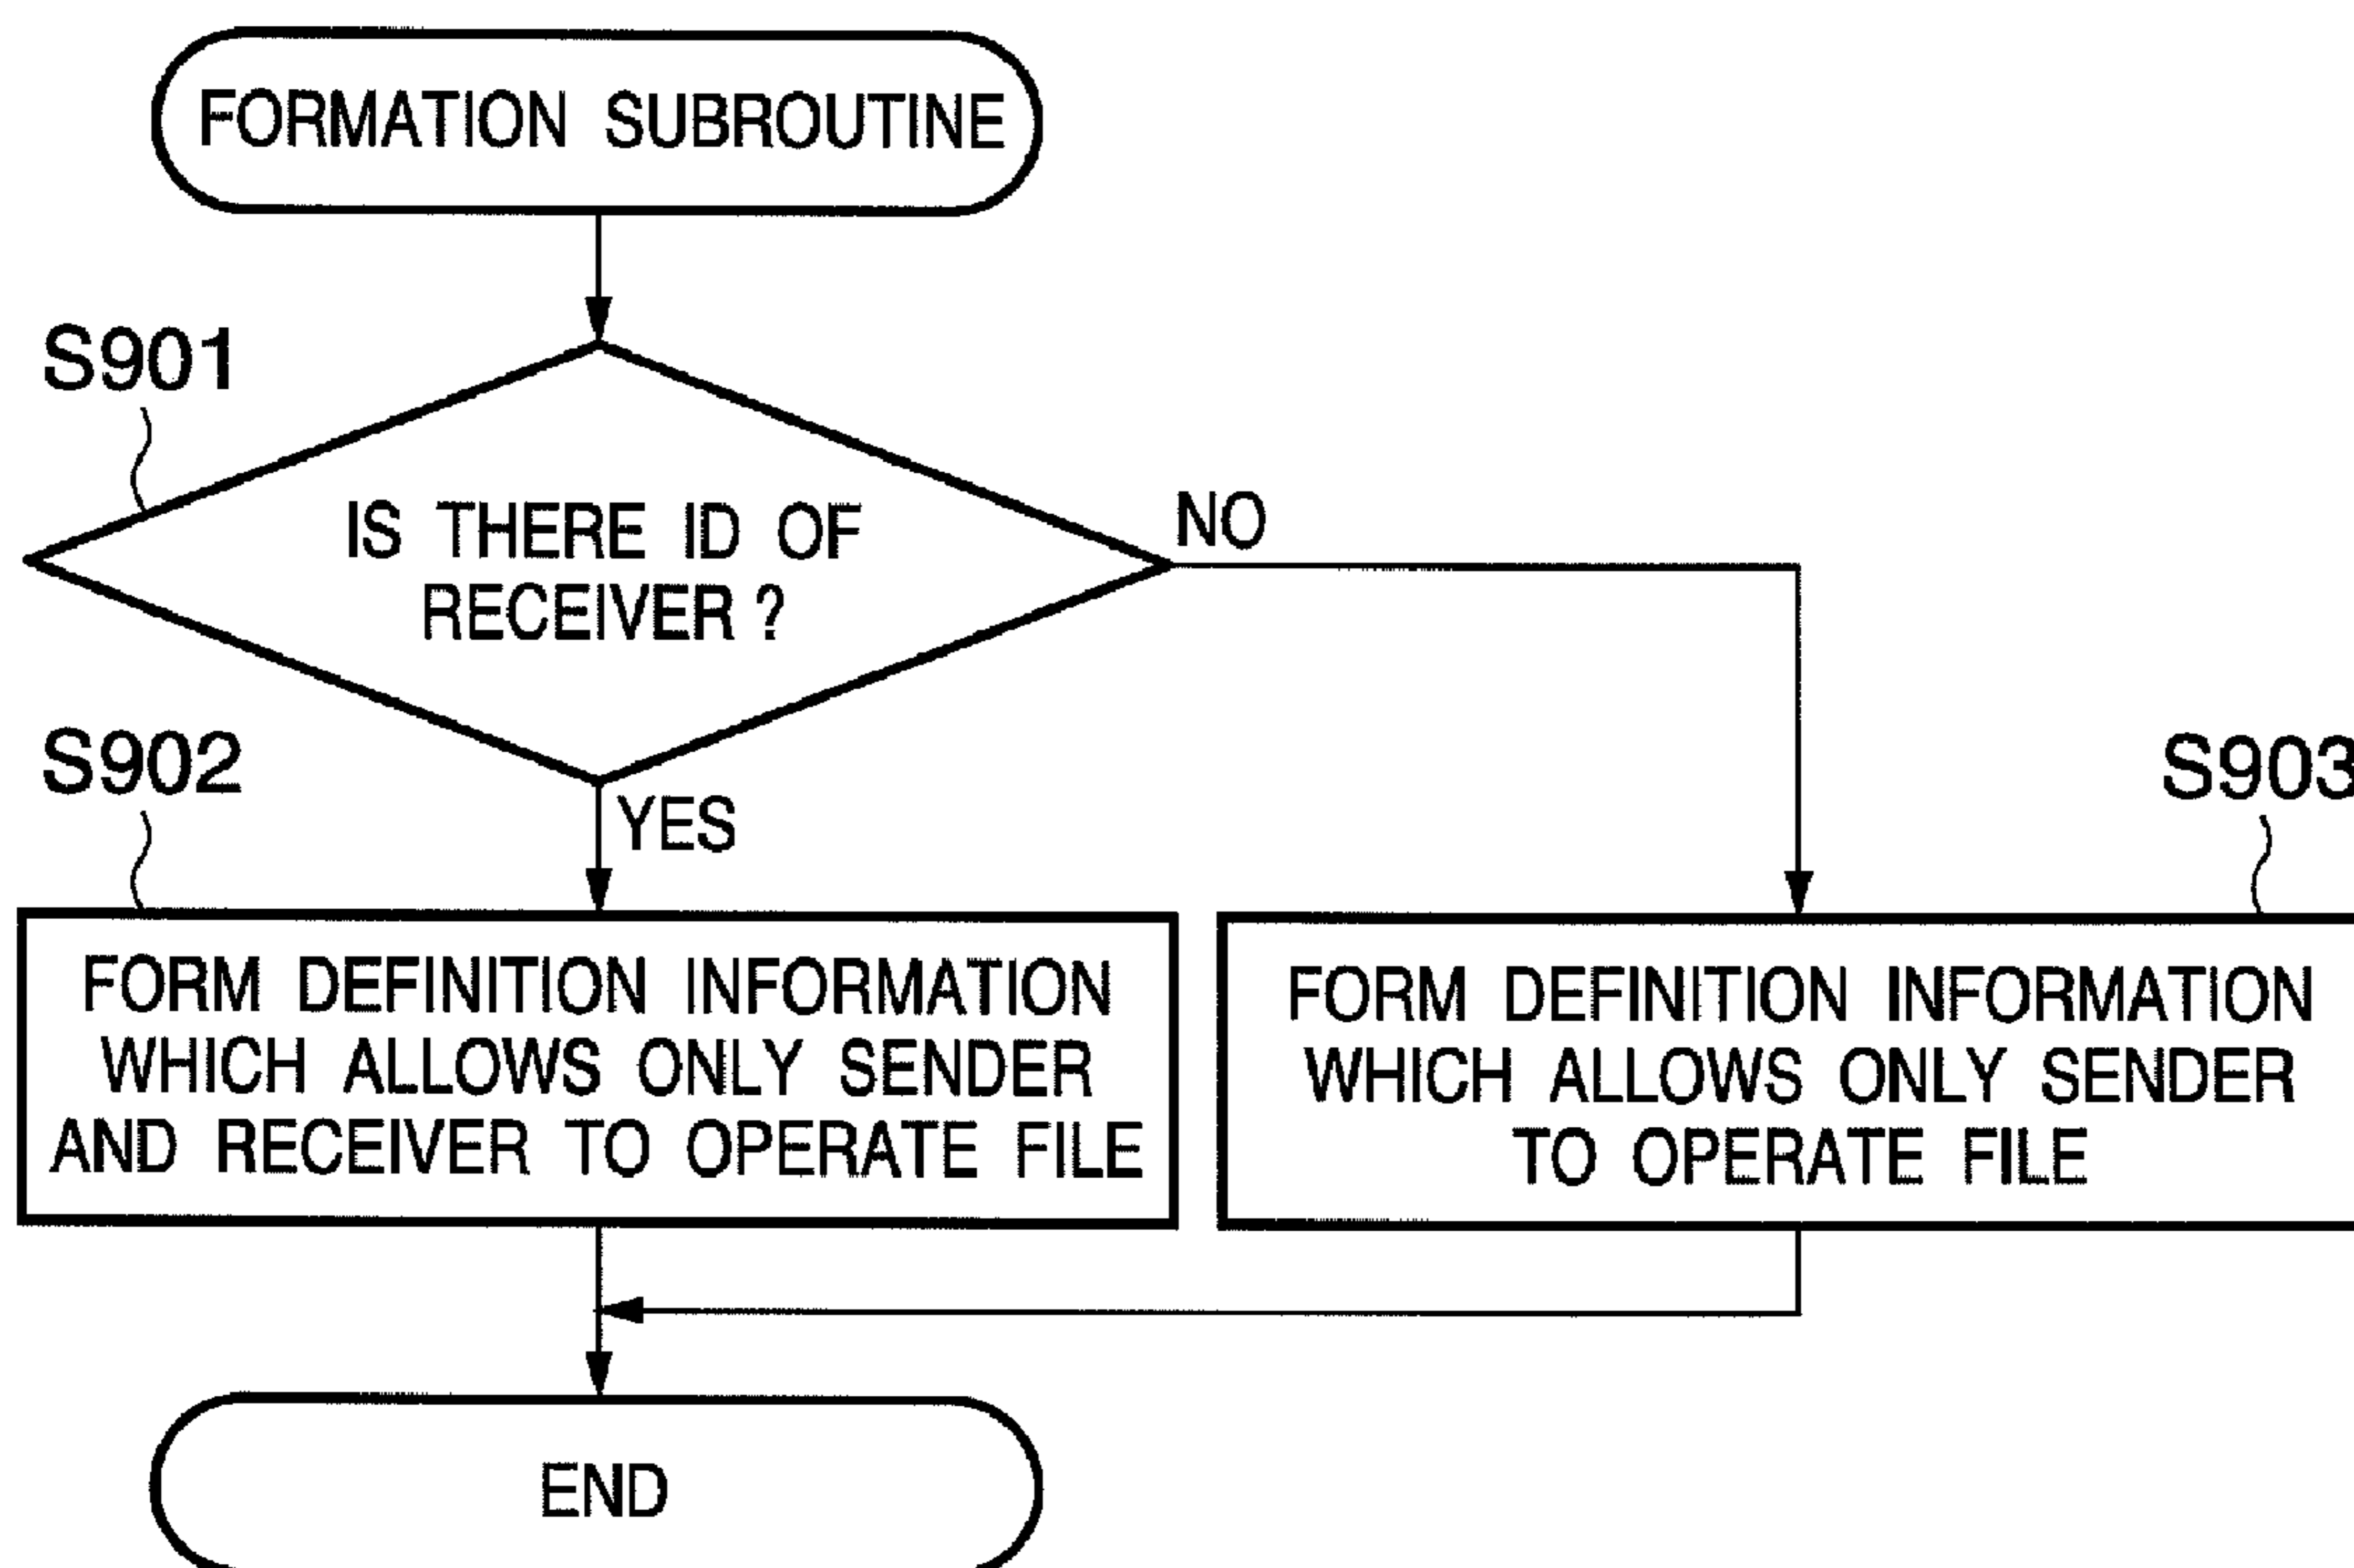 FORMATION SUBROUTINE
S901
IS THERE ID OF
RECEIVER ?
NO
YES
S902
S903
FORM DEFINITION INFORMATION
WHICH ALLOWS ONLY SENDER
AND RECEIVER TO OPERATE FILE
FORM DEFINITION INFORMATION
WHICH ALLOWS ONLY SENDER
TO OPERATE FILE
END